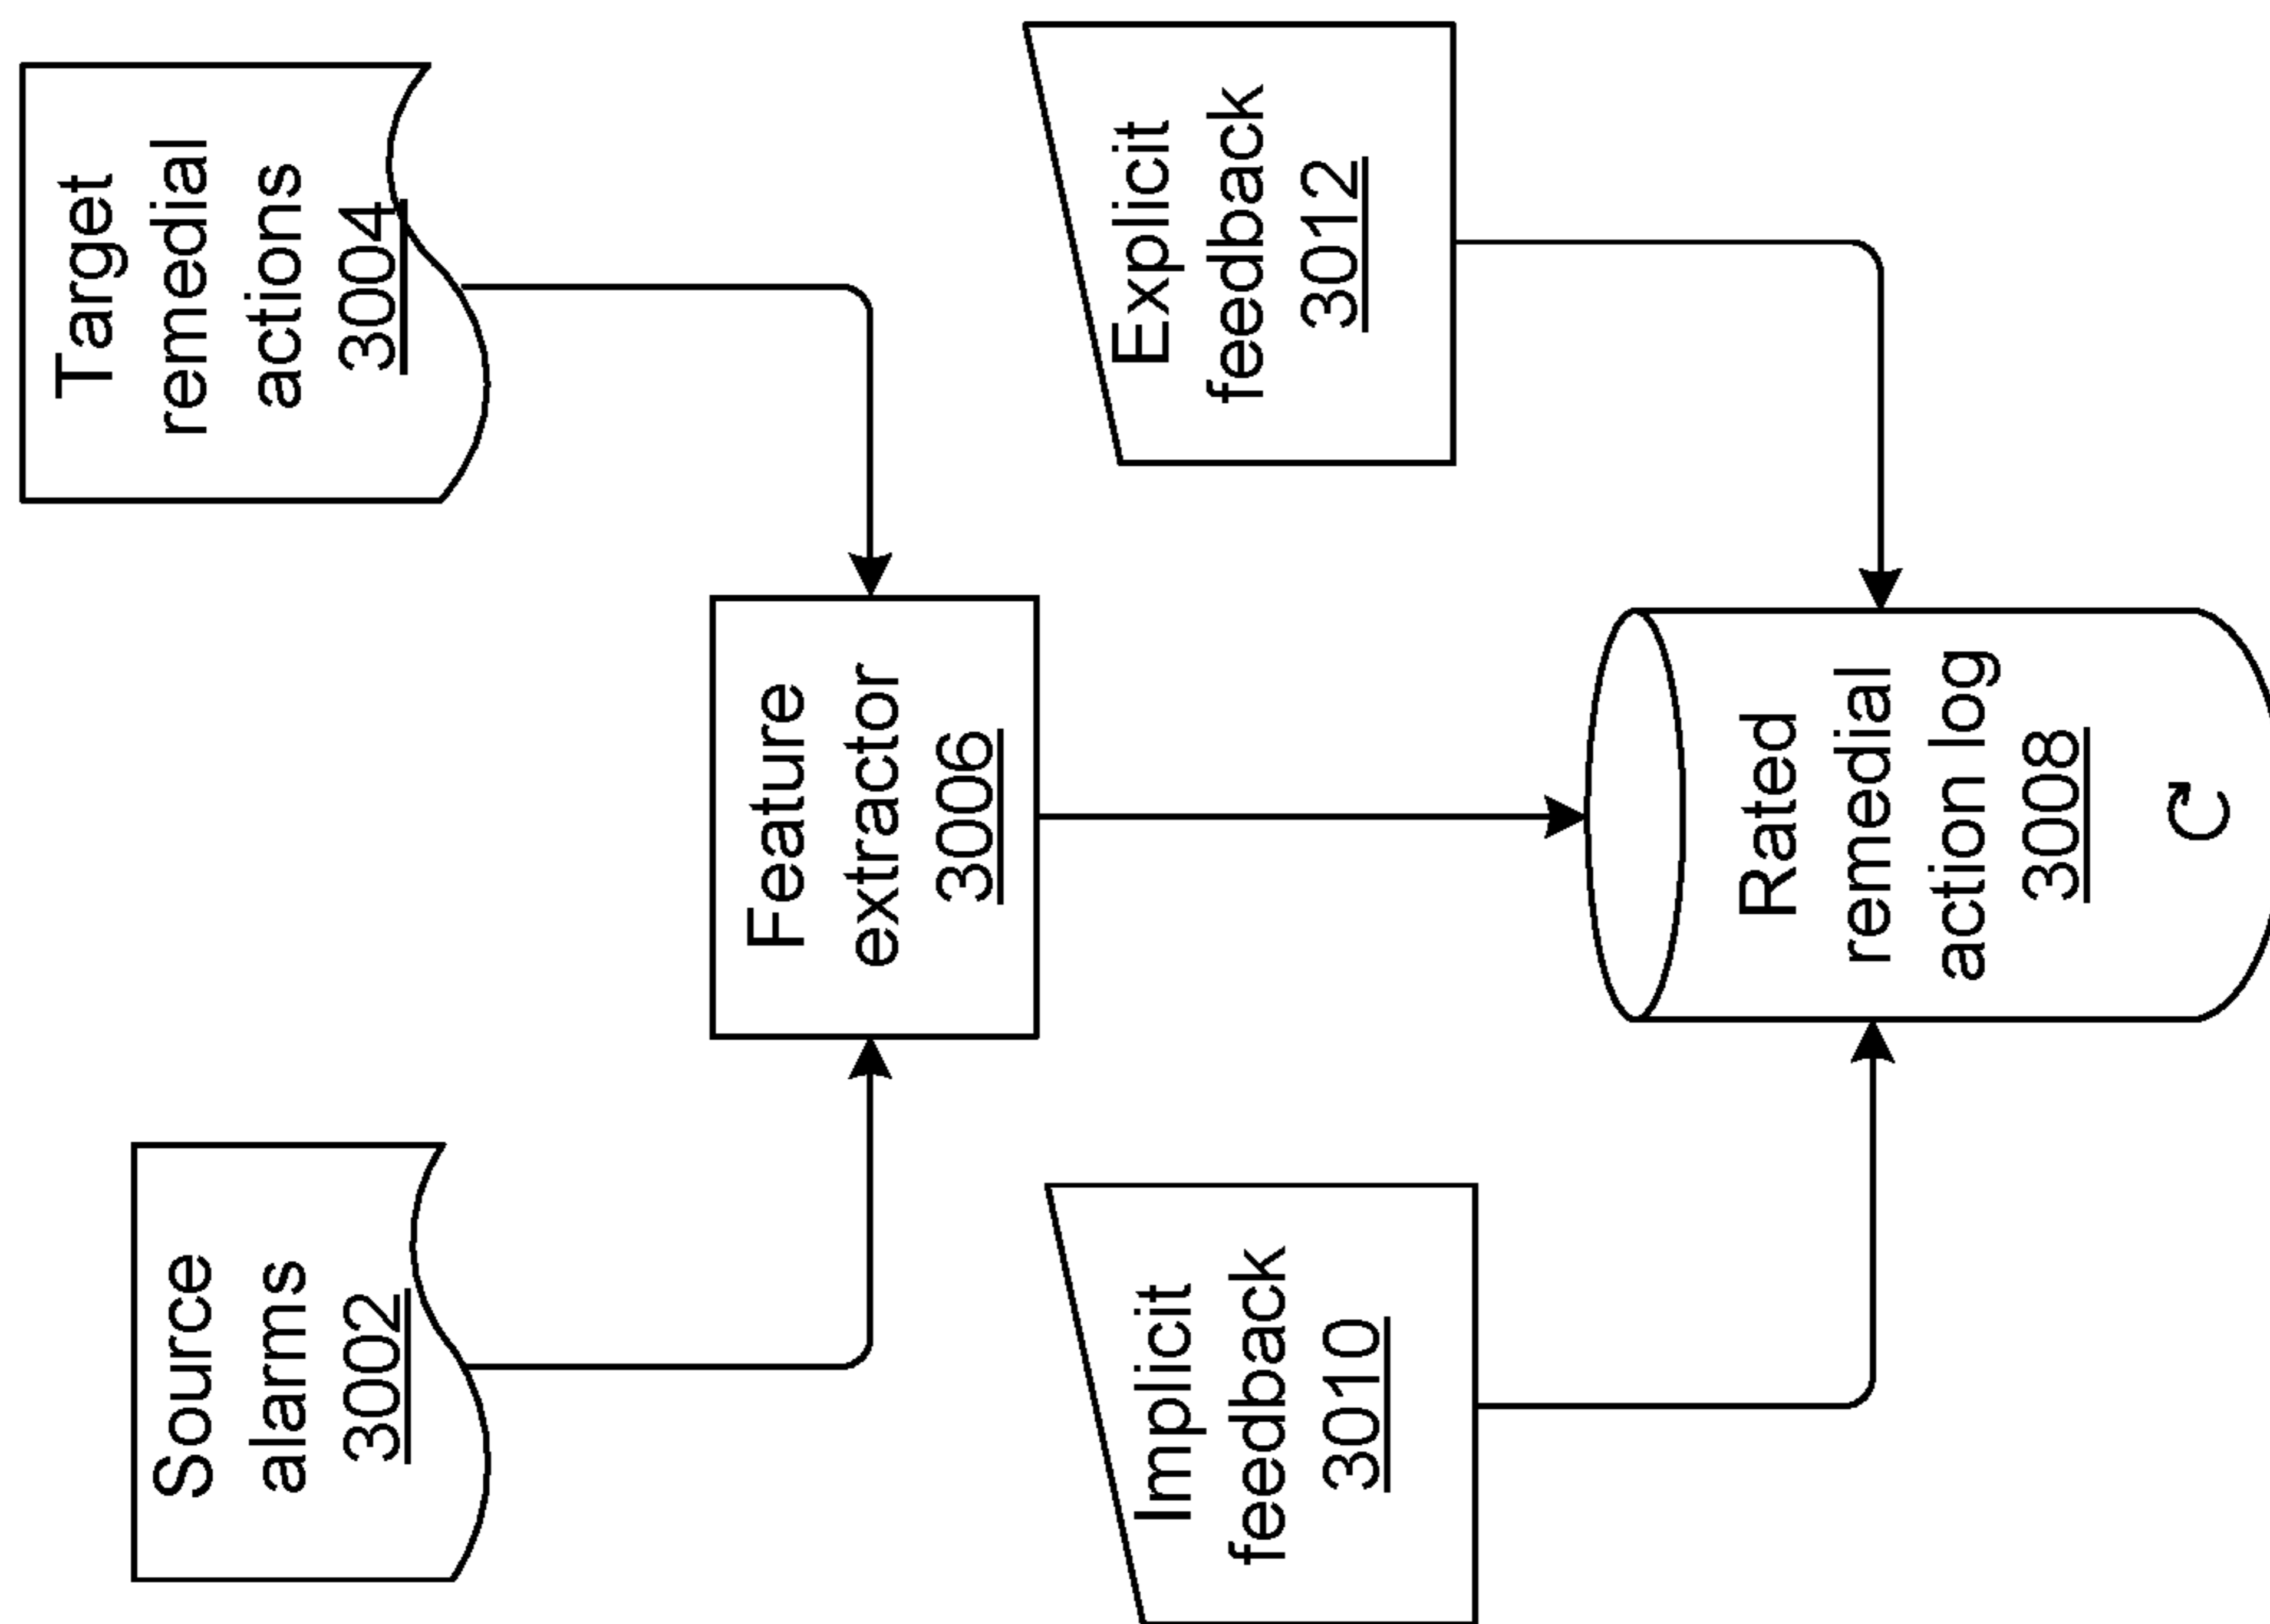 Source
alarms
3002
Target
remedial
actions
3004
Feature
extractor
3006
Implicit
feedback
3010
Explicit
feedback
3012
Rated
remedial
action log
3008